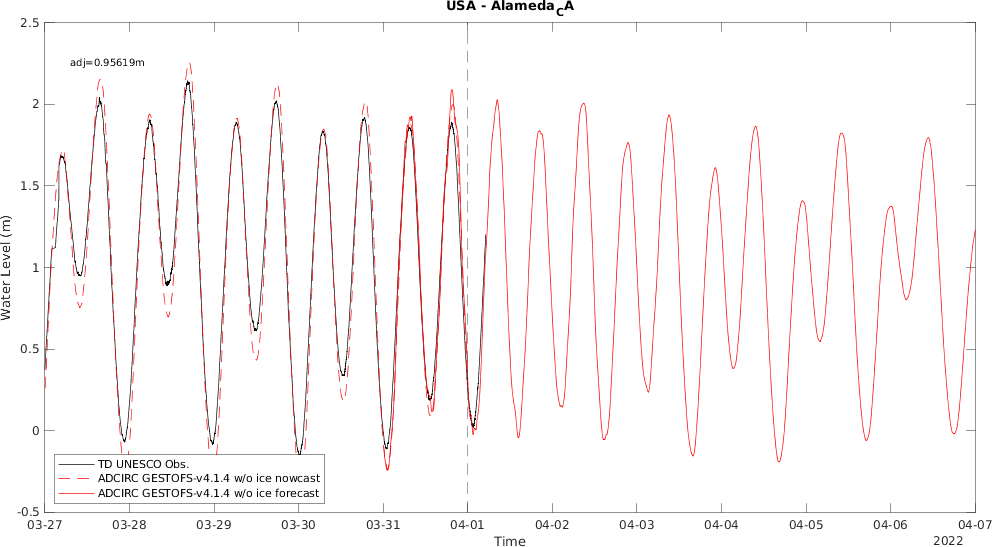 USA - Alameda_CA
2.5
adj=0.95619m
2
1.5
1
0.5
0
-0.5
Water Level (m)
TD UNESCO Obs.
ADCIRC GESTOFS-v4.1.4 w/o ice nowcast
ADCIRC GESTOFS-v4.1.4 w/o ice forecast
03-27 03-28 03-29 03-30 03-31 04-01 04-02 04-03 04-04 04-05 04-06 04-07
Time
2022